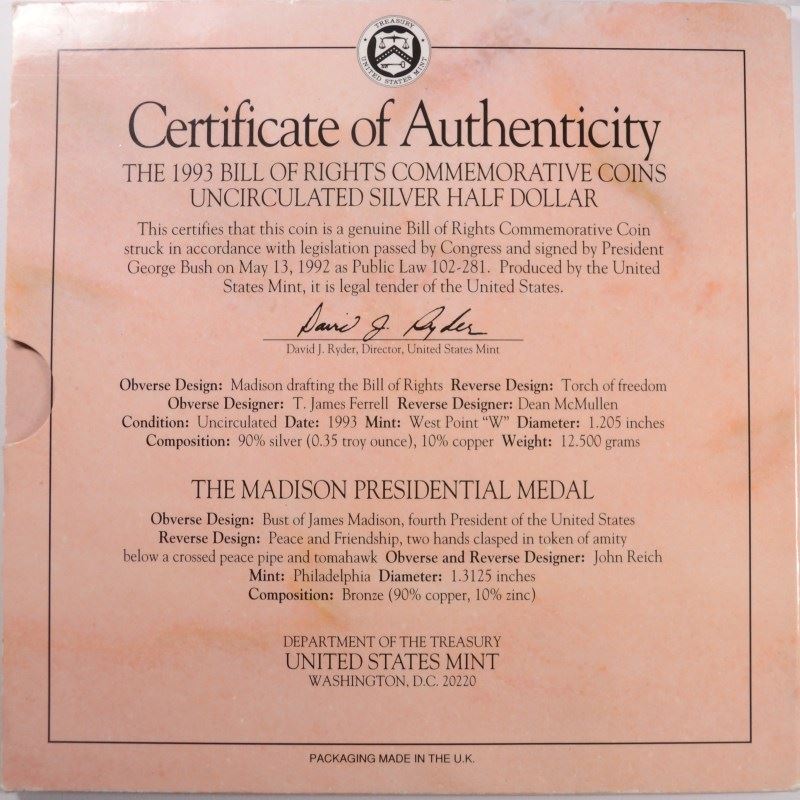 TREASURY
UNITED STATES MINT
Certificate of Authenticity
THE 1993 BILL OF RIGHTS COMMEMORATIVE COINS
UNCIRCULATED SILVER HALF DOLLAR
This certifies that this coin is a genuine Bill of Rights Commemorative Coin
struck in accordance with legislation passed by Congress and signed by President
George Bush on May 13, 1992 as Public Law 102-281. Produced by the United
States Mint, it is legal tender of the United States.
David J. Ryder
David J. Ryder, Director, United States Mint
Obverse Design: Madison drafting the Bill of Rights Reverse Design: Torch of freedom
Obverse Designer: T. James Ferrell Reverse Designer: Dean McMullen
Condition: Uncirculated Date: 1993 Mint: West Point "W" Diameter: 1.205 inches
Composition: 90% silver (0.35 troy ounce), 10% copper Weight: 12.500 grams
THE MADISON PRESIDENTIAL MEDAL
Obverse Design: Bust of James Madison, fourth President of the United States
Reverse Design: Peace and Friendship, two hands clasped in token of amity
below a crossed peace pipe and tomahawk Obverse and Reverse Designer: John Reich
Mint: Philadelphia Diameter: 1.3125 inches
Composition: Bronze (90% copper, 10% zinc)
DEPARTMENT OF THE TREASURY
UNITED STATES MINT
WASHINGTON, D.C. 20220
PACKAGING MADE IN THE U.K.